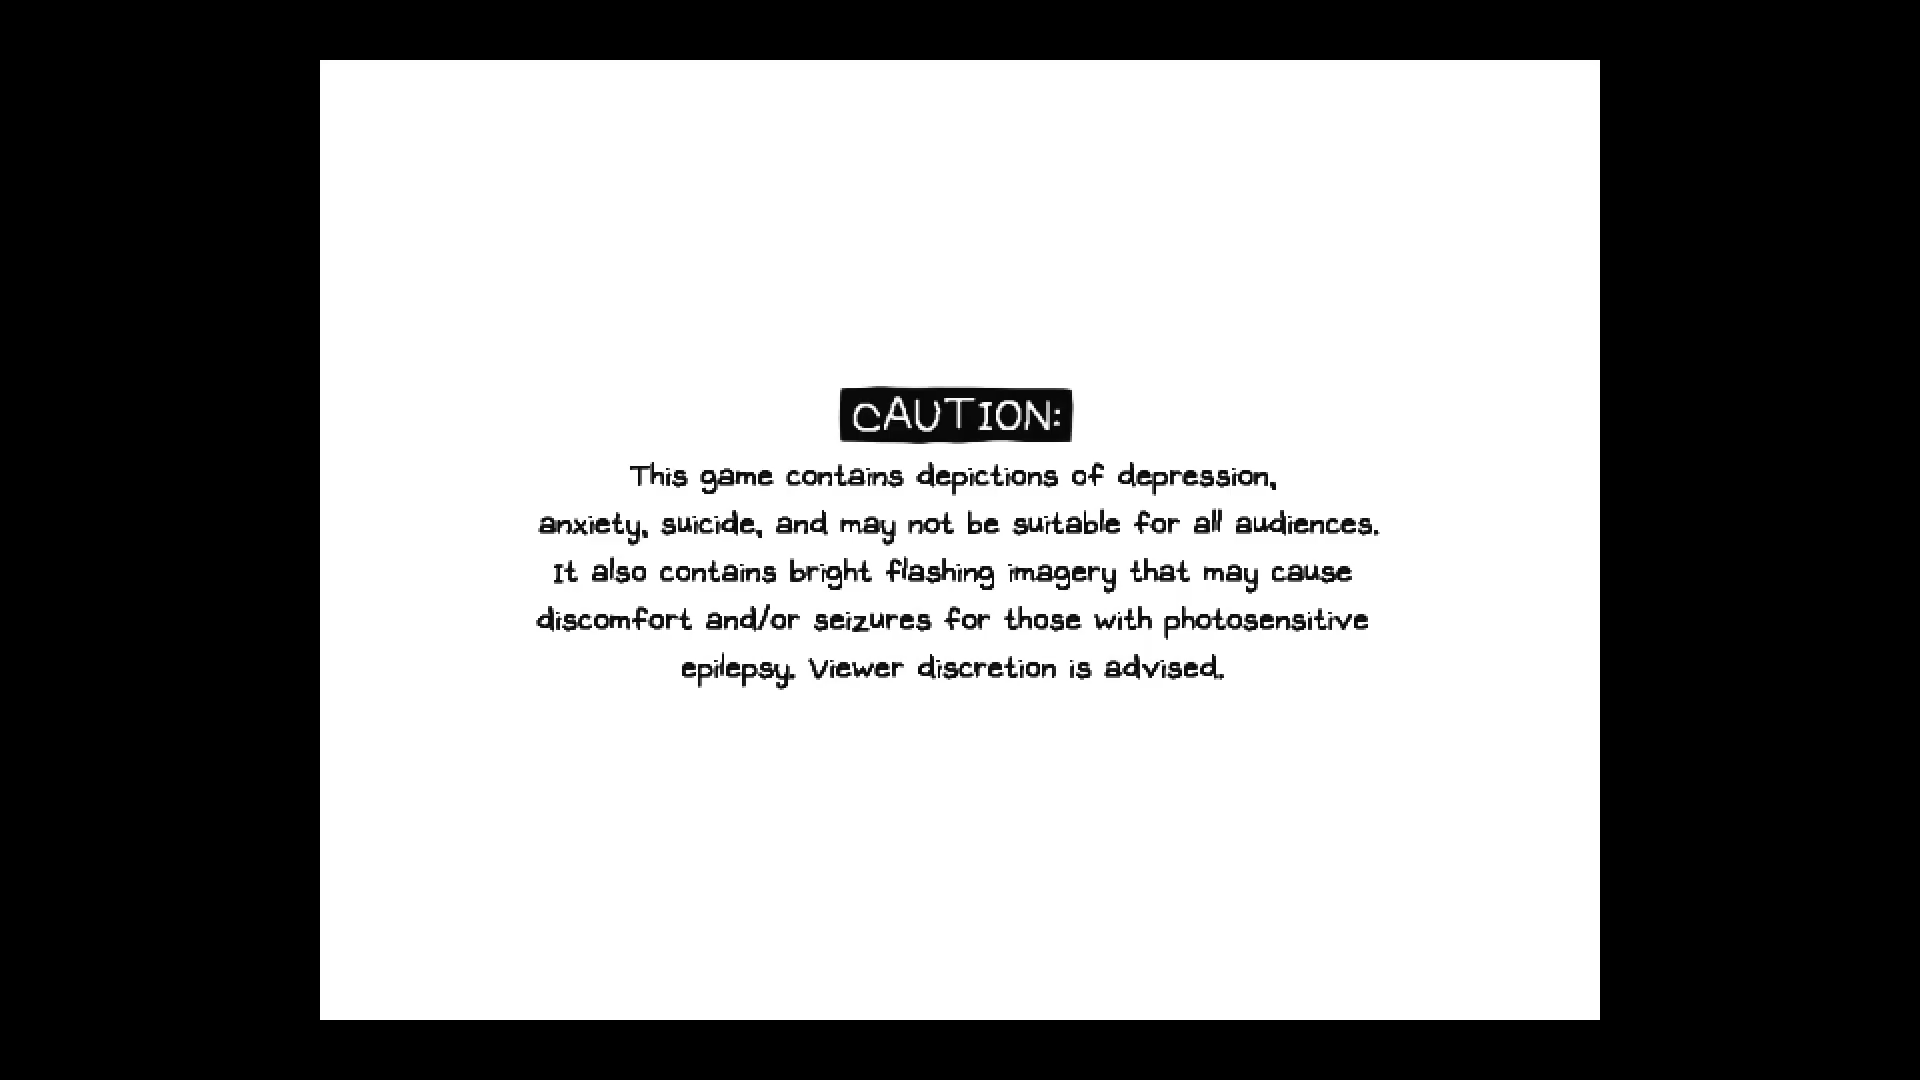 CAUTION:
This game contains depictions of depression,
anxiety, suicide, and may not be suitable for all audiences.
It also contains bright flashing imagery that may cause
discomfort and/or seizures for those with photosensitive
epilepsy. Viewer discretion is advised.